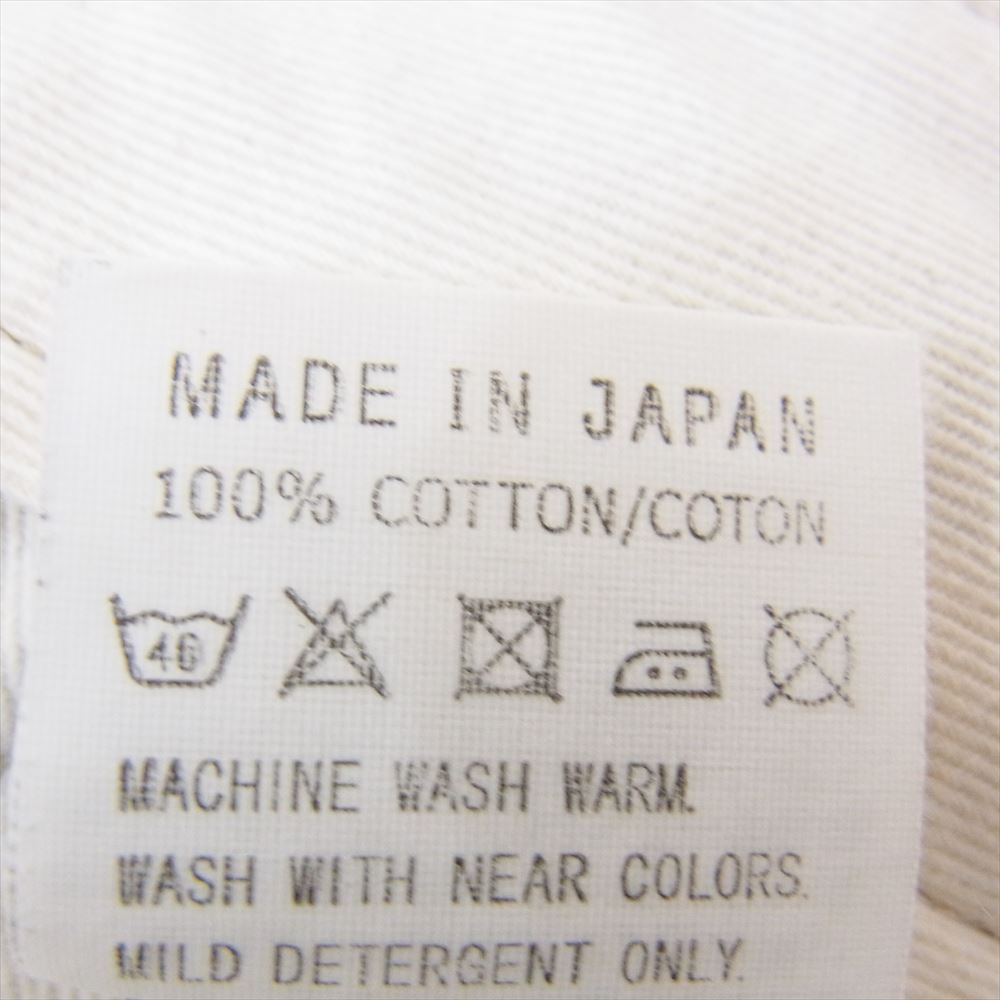 MADE IN JAPAN
100% COTTON/COTON
40
MACHINE WASH WARM.
WASH WITH NEAR COLORS.
MILD DETERGENT ONLY.